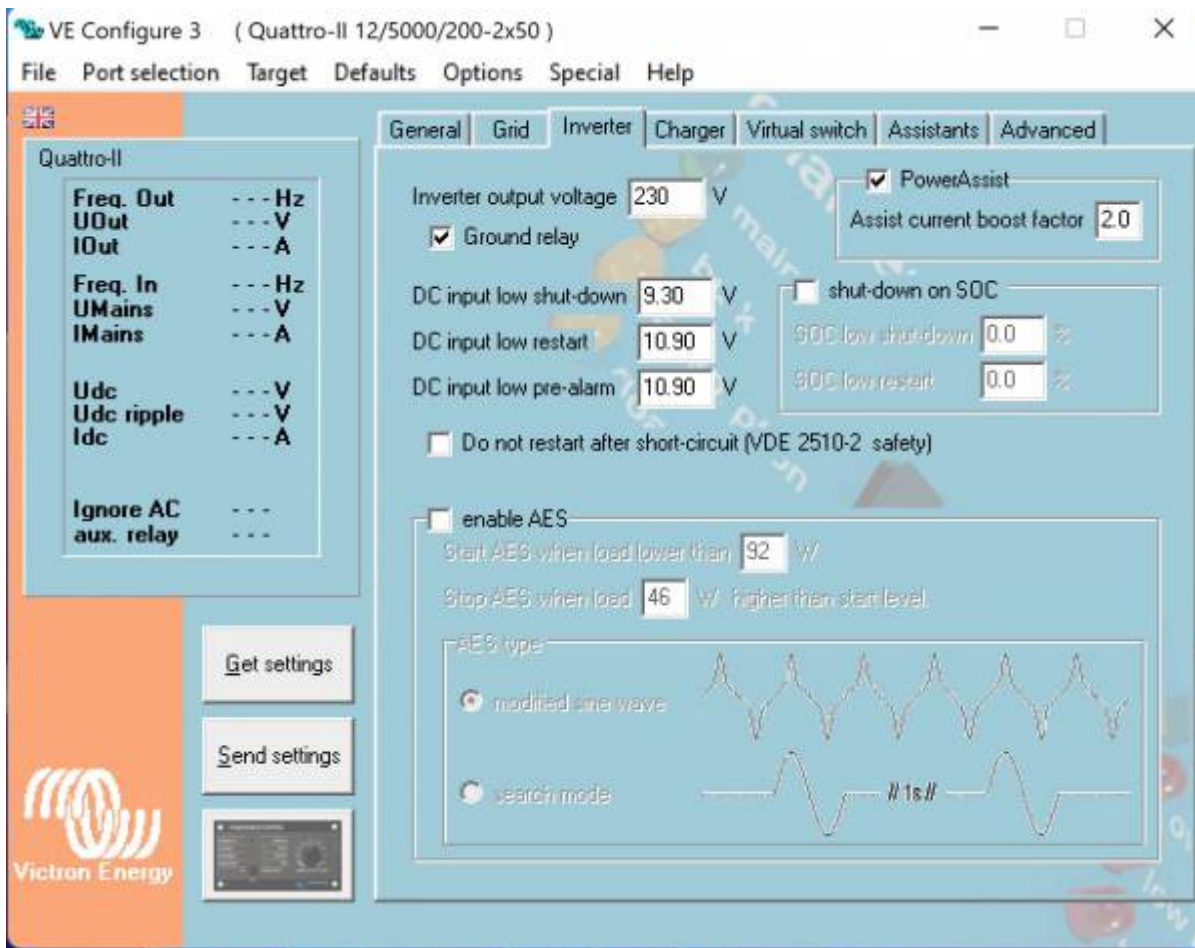 VE Configure 3 ( Quattro-II 12/5000/200-2x50 )
File Port selection Target Defaults Options Special Help
General Grid Inverter Charger Virtual switch Assistants Advanced
Quattro-II
Freq. Out - - - Hz
UOut - - - V
IOut - - - A
Freq. In - - - Hz
UMains - - - V
IMains - - - A
Udc - - - V
Udc ripple - - - V
Idc - - - A
Ignore AC - - -
aux. relay - - -
Get settings
Send settings
Victron Energy
Inverter output voltage 230 V
Ground relay
PowerAssist
Assist current boost factor 2.0
DC input low shut-down 9.30 V
DC input low restart 10.90 V
DC input low pre-alarm 10.90 V
shut-down on SOC
SOC low shut-down 0.0 %
SOC low restart 0.0 %
Do not restart after short-circuit (VDE 2510-2 safety)
enable AES
Start AES when load lower than 92 W
Stop AES when load 46 W higher than start level.
AES type
modified sine wave
search mode
// 1s //